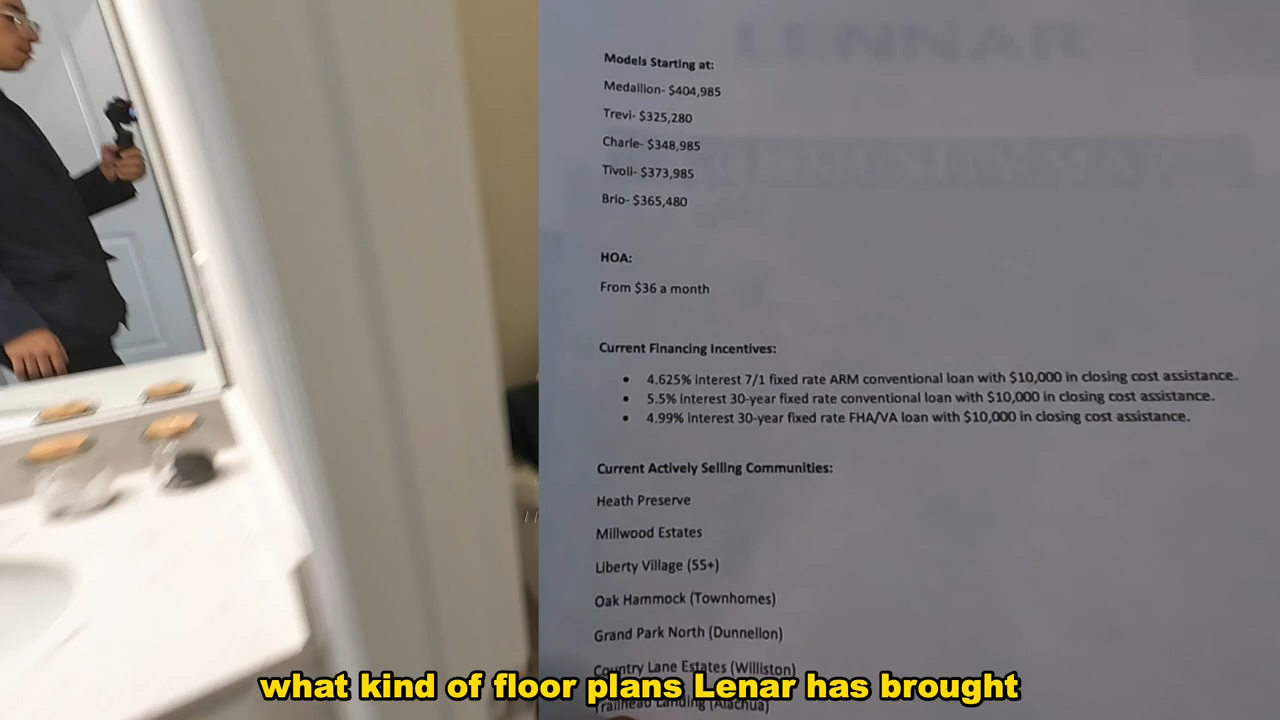 LENNAR
Models Starting at:
Medallion- $404,985
Trevi- $325,280
Charle- $348,985
Tivoli- $373,985
Brio- $365,480
HOA:
From $36 a month
Current Financing Incentives:
• 4.625% interest 7/1 fixed rate ARM conventional loan with $10,000 in closing cost assistance.
• 5.5% interest 30-year fixed rate conventional loan with $10,000 in closing cost assistance.
• 4.99% interest 30-year fixed rate FHA/VA loan with $10,000 in closing cost assistance.
Current Actively Selling Communities:
Heath Preserve
Millwood Estates
Liberty Village (55+)
Oak Hammock (Townhomes)
Grand Park North (Dunnellon)
Country Lane Estates (Williston)
Trailhead Landing (Alachua)
what kind of floor plans Lenar has brought